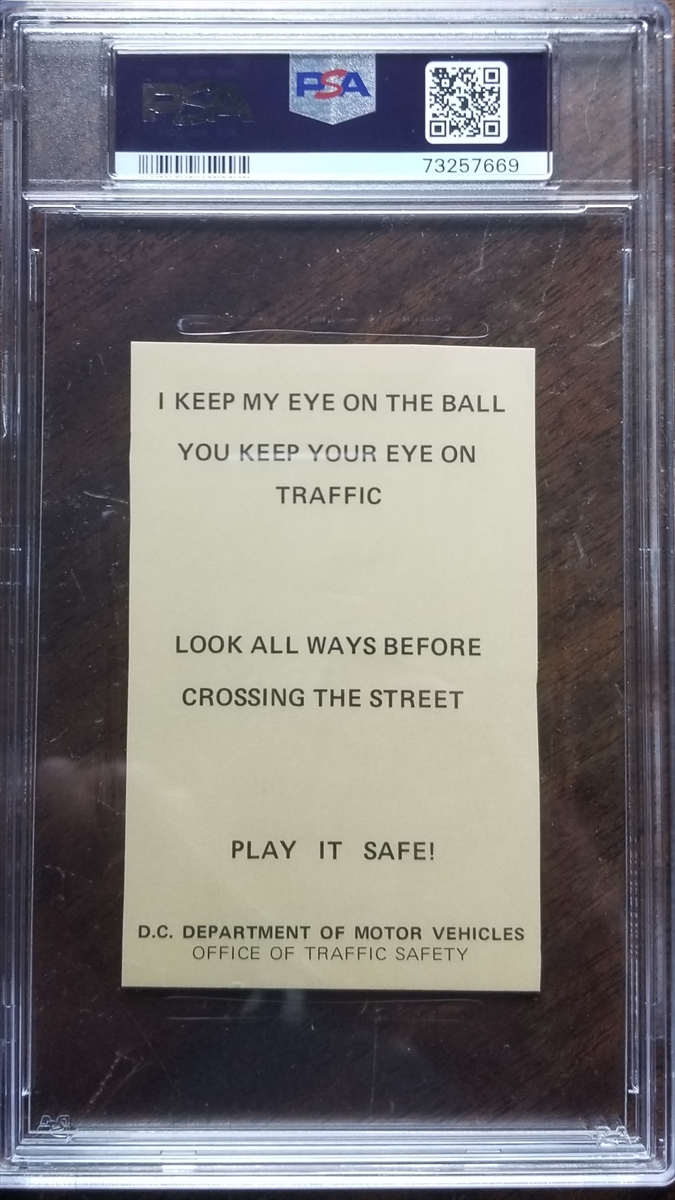 PSA
PSA
73257669
I KEEP MY EYE ON THE BALL
YOU KEEP YOUR EYE ON
TRAFFIC
LOOK ALL WAYS BEFORE
CROSSING THE STREET
PLAY IT SAFE!
D.C. DEPARTMENT OF MOTOR VEHICLES
OFFICE OF TRAFFIC SAFETY